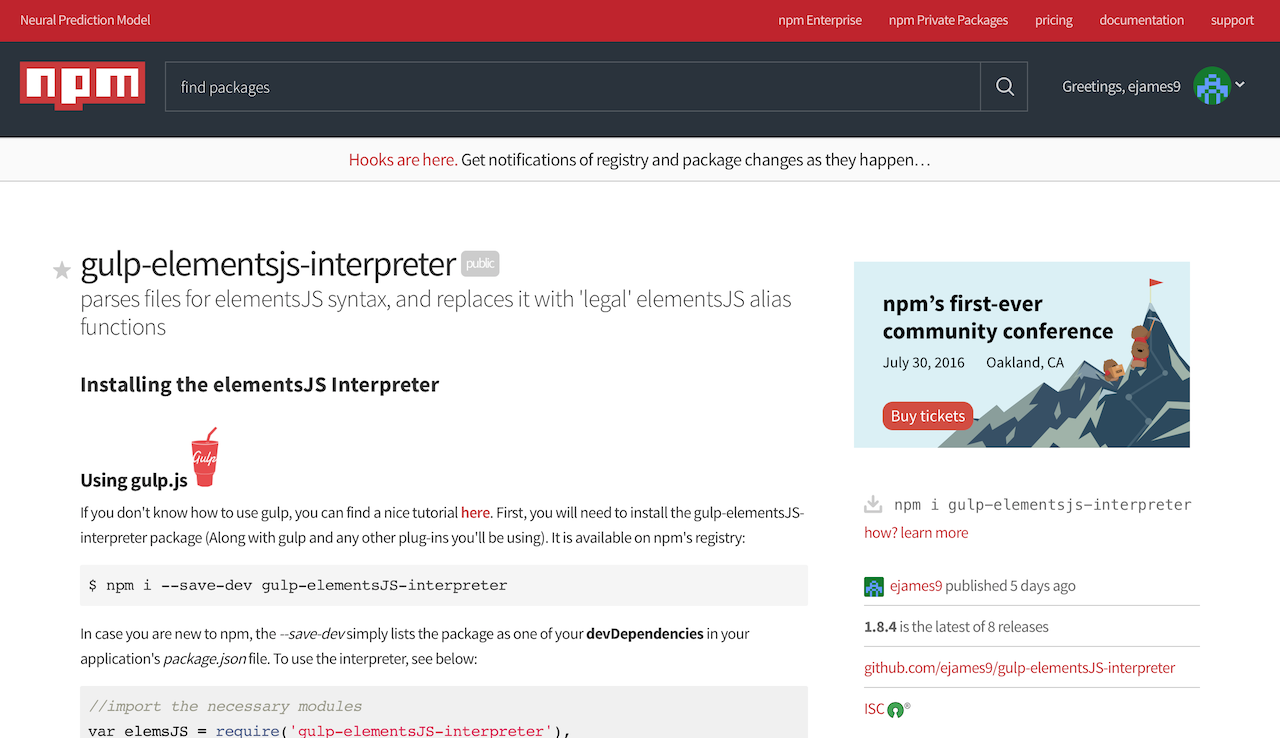 Neural Prediction Model
npm Enterprise npm Private Packages pricing documentation support
npm
find packages
Greetings, ejames9
Hooks are here. Get notifications of registry and package changes as they happen…
gulp-elementsjs-interpreter public
parses files for elementsJS syntax, and replaces it with 'legal' elementsJS alias
functions
Installing the elementsJS Interpreter
Gulp
Using gulp.js
If you don't know how to use gulp, you can find a nice tutorial here. First, you will need to install the gulp-elementsJS-
interpreter package (Along with gulp and any other plug-ins you'll be using). It is available on npm's registry:
$ npm i --save-dev gulp-elementsJS-interpreter
In case you are new to npm, the --save-dev simply lists the package as one of your devDependencies in your
application's package.json file. To use the interpreter, see below:
//import the necessary modules
var elemsJS = require('gulp-elementsJS-interpreter'),
npm's first-ever
community conference
July 30, 2016 Oakland, CA
Buy tickets
npm i gulp-elementsjs-interpreter
how? learn more
ejames9 published 5 days ago
1.8.4 is the latest of 8 releases
github.com/ejames9/gulp-elementsJS-interpreter
ISC ®